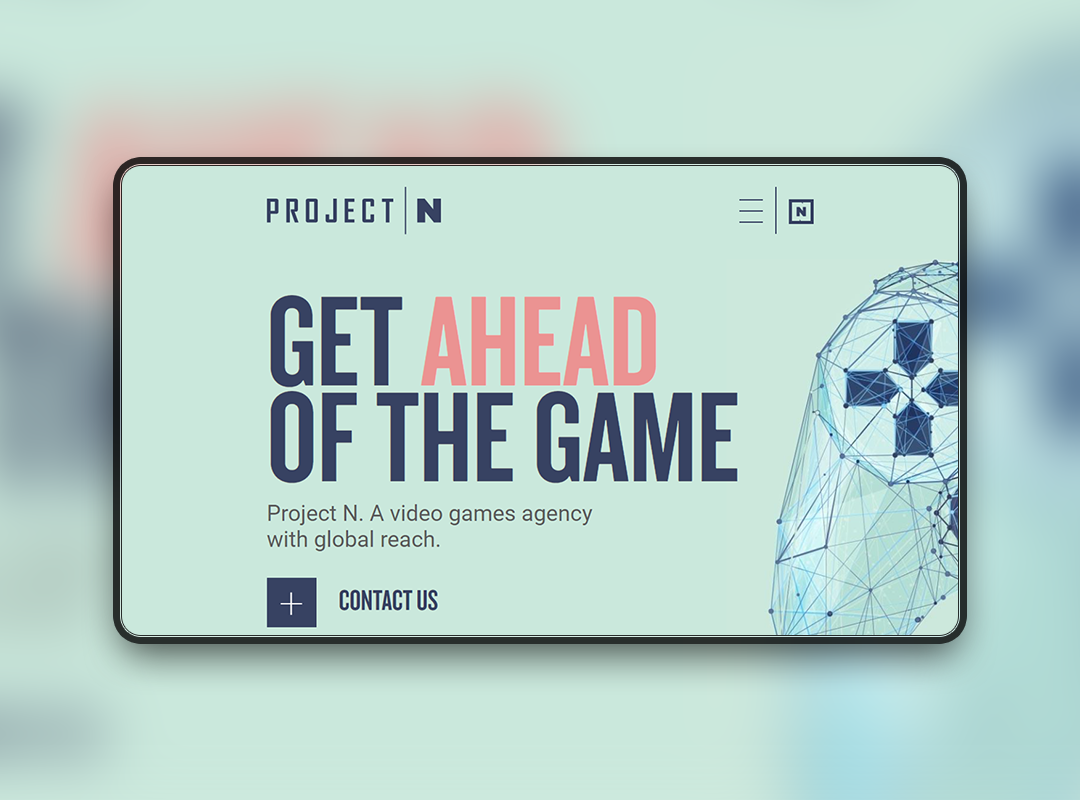 PROJECT N
N
GET AHEAD
OF THE GAME
Project N. A video games agency
with global reach.
+ CONTACT US